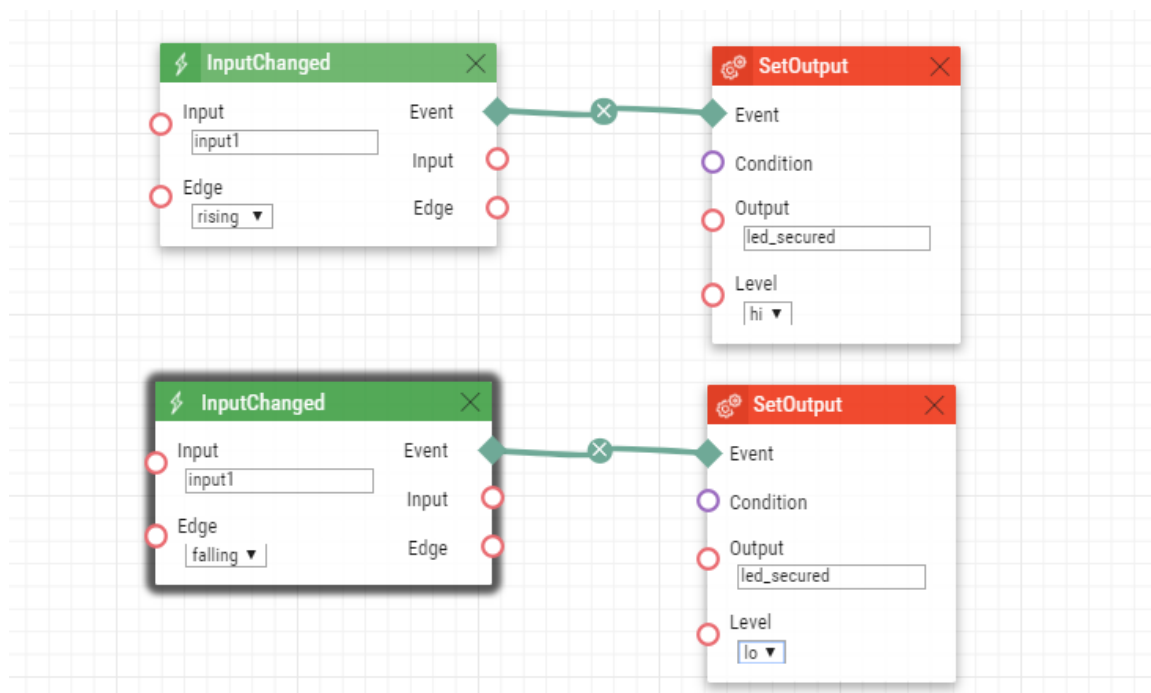 InputChanged
Input
input1
Edge
rising ▼
Event
Input
Edge
SetOutput
Event
Condition
Output
led_secured
Level
hi ▼
InputChanged
Input
input1
Edge
falling ▼
Event
Input
Edge
SetOutput
Event
Condition
Output
led_secured
Level
lo ▼